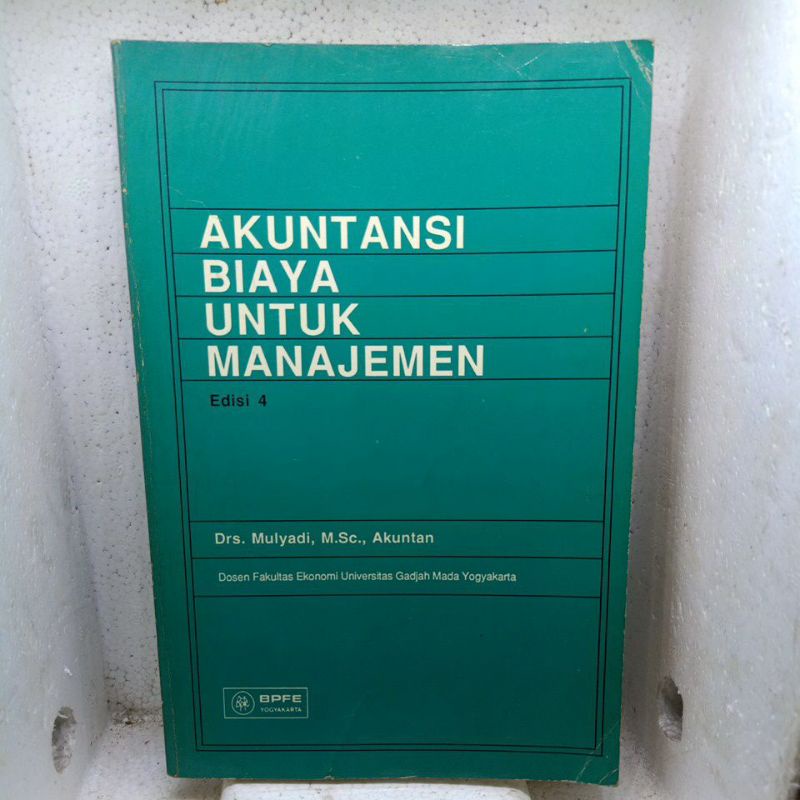 AKUNTANSI
BIAYA
UNTUK
MANAJEMEN
Edisi 4
Drs. Mulyadi, M.Sc., Akuntan
Dosen Fakultas Ekonomi Universitas Gadjah Mada Yogyakarta
BPFE
YOGYAKARTA